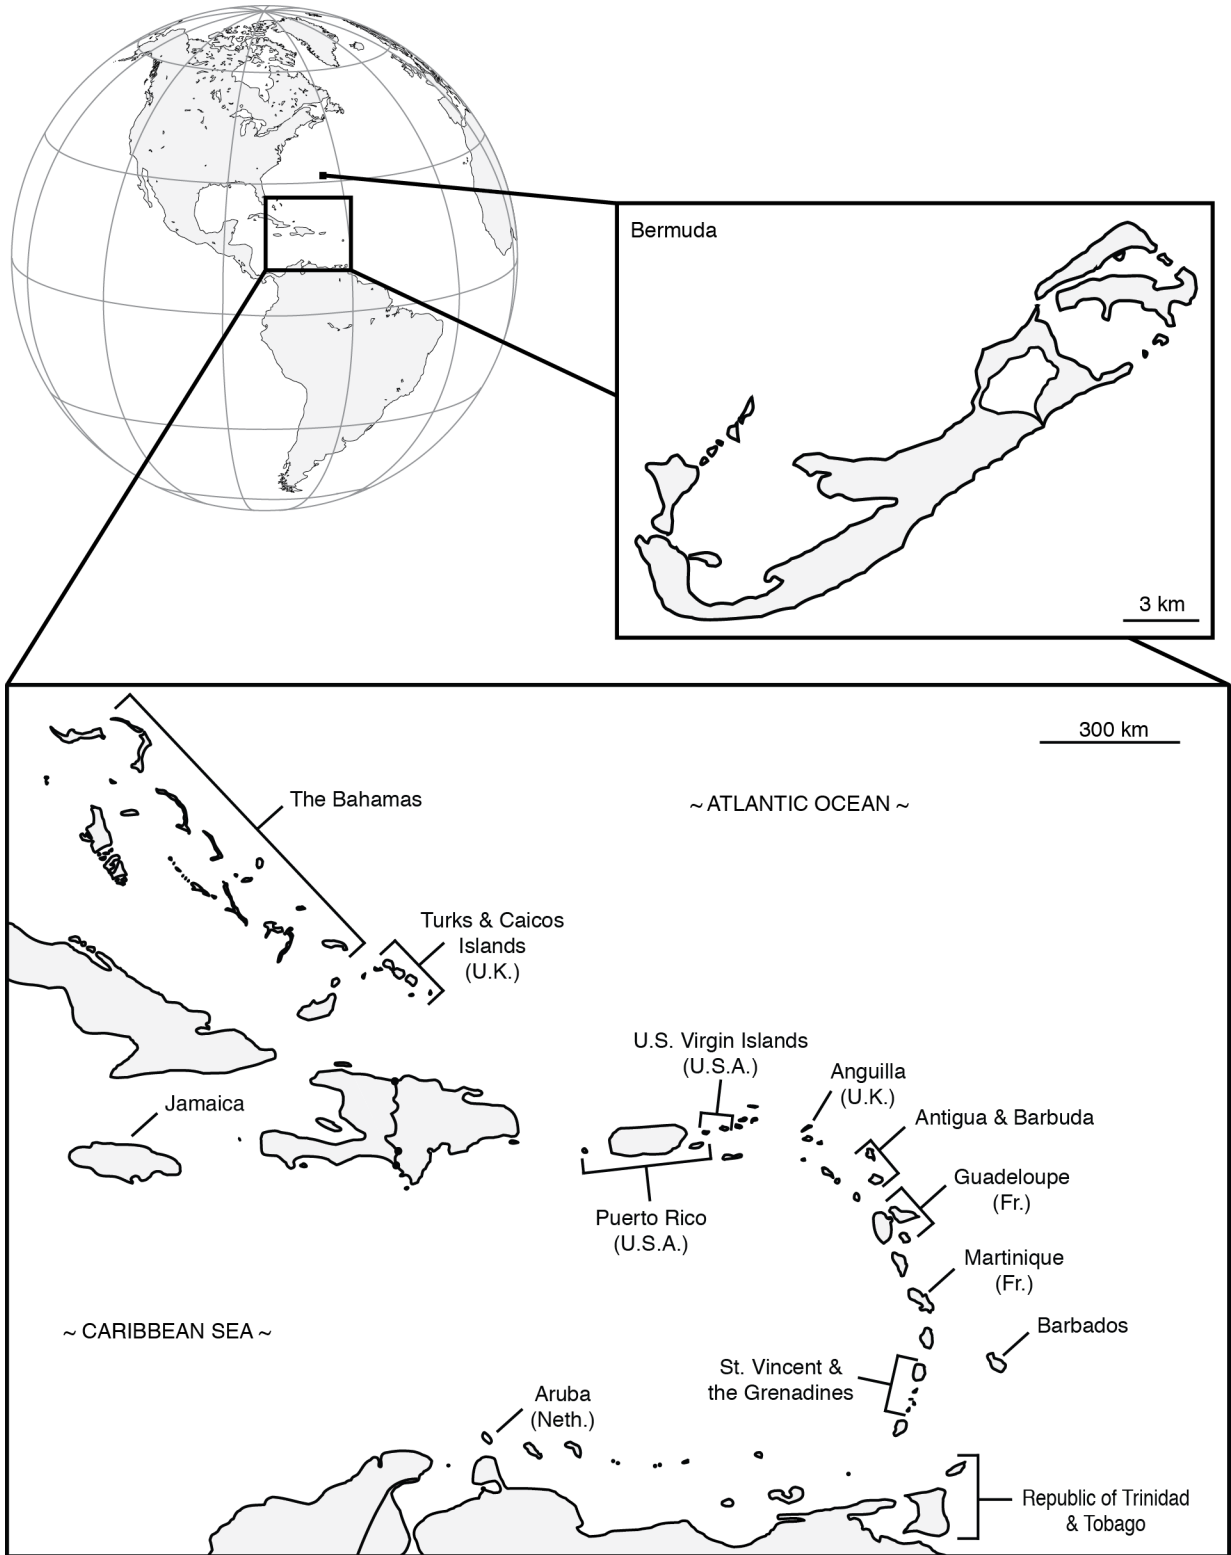 Bermuda
3 km
300 km
The Bahamas
~ ATLANTIC OCEAN ~
Turks & Caicos
Islands
(U.K.)
U.S. Virgin Islands
(U.S.A.)
Anguilla
(U.K.)
Jamaica
Antigua & Barbuda
Guadeloupe
(Fr.)
Puerto Rico
(U.S.A.)
Martinique
(Fr.)
~ CARIBBEAN SEA ~
Barbados
St. Vincent &
the Grenadines
Aruba
(Neth.)
Republic of Trinidad
& Tobago